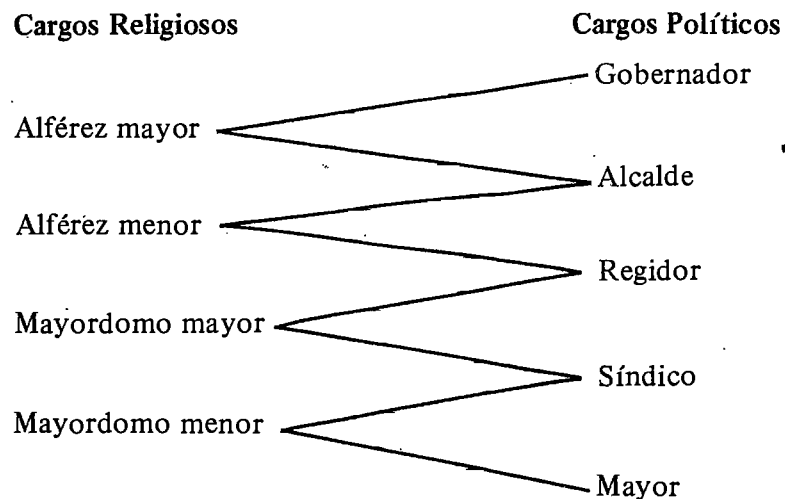 Cargos Religiosos
Cargos Políticos
Gobernador
Alférez mayor
Alcalde
Alférez menor
Regidor
Mayordomo mayor
Síndico
Mayordomo menor
Mayor